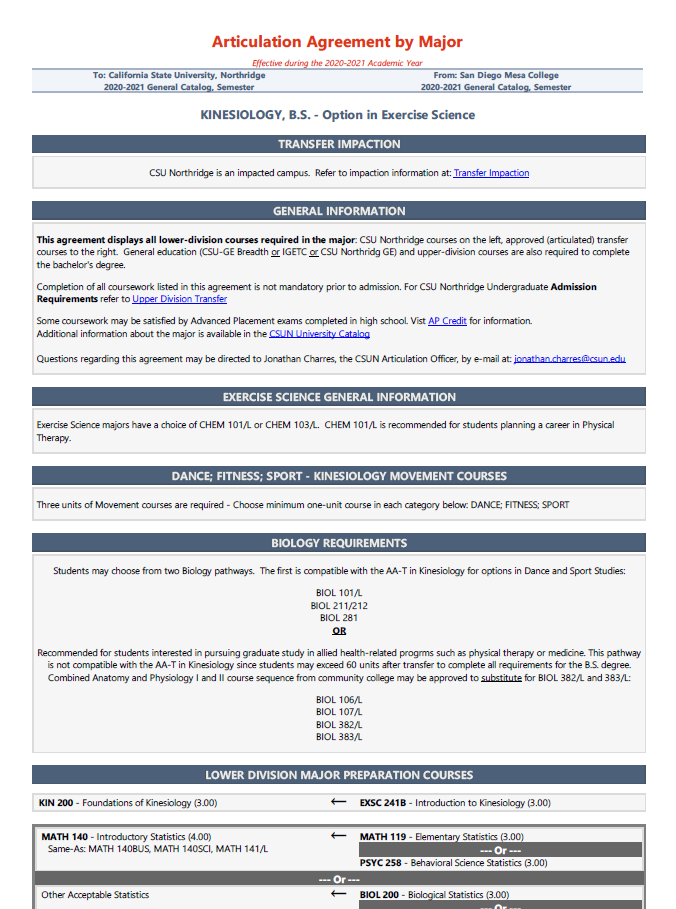 Articulation Agreement by Major
Effective during the 2020-2021 Academic Year
To: California State University, Northridge
2020-2021 General Catalog, Semester
From: San Diego Mesa College
2020-2021 General Catalog, Semester
KINESIOLOGY, B.S. - Option in Exercise Science
TRANSFER IMPACTION
CSU Northridge is an impacted campus. Refer to impaction information at: Transfer Impaction
GENERAL INFORMATION
This agreement displays all lower-division courses required in the major: CSU Northridge courses on the left, approved (articulated) transfer
courses to the right. General education (CSU-GE Breadth or IGETC or CSU Northridg GE) and upper-division courses are also required to complete
the bachelor's degree.
Completion of all coursework listed in this agreement is not mandatory prior to admission. For CSU Northridge Undergraduate Admission
Requirements refer to Upper Division Transfer
Some coursework may be satisfied by Advanced Placement exams completed in high school. Vist AP Credit for information.
Additional information about the major is available in the CSUN University Catalog
Questions regarding this agreement may be directed to Jonathan Charres, the CSUN Articulation Officer, by e-mail at: jonathan.charres@csun.edu
EXERCISE SCIENCE GENERAL INFORMATION
Exercise Science majors have a choice of CHEM 101/L or CHEM 103/L. CHEM 101/L is recommended for students planning a career in Physical
Therapy.
DANCE; FITNESS; SPORT - KINESIOLOGY MOVEMENT COURSES
Three units of Movement courses are required - Choose minimum one-unit course in each category below: DANCE; FITNESS; SPORT
BIOLOGY REQUIREMENTS
Students may choose from two Biology pathways. The first is compatible with the AA-T in Kinesiology for options in Dance and Sport Studies:
BIOL 101/L
BIOL 211/212
BIOL 281
OR
Recommended for students interested in pursuing graduate study in allied health-related progrms such as physical therapy or medicine. This pathway
is not compatible with the AA-T in Kinesiology since students may exceed 60 units after transfer to complete all requirements for the B.S. degree.
Combined Anatomy and Physiology I and II course sequence from community college may be approved to substitute for BIOL 382/L and 383/L:
BIOL 106/L
BIOL 107/L
BIOL 382/L
BIOL 383/L
LOWER DIVISION MAJOR PREPARATION COURSES
KIN 200 - Foundations of Kinesiology (3.00) ← EXSC 241B - Introduction to Kinesiology (3.00)
MATH 140 - Introductory Statistics (4.00) ← MATH 119 - Elementary Statistics (3.00)
Same-As: MATH 140BUS, MATH 140SCI, MATH 141/L
--- Or ---
PSYC 258 - Behavioral Science Statistics (3.00)
--- Or ---
Other Acceptable Statistics ← BIOL 200 - Biological Statistics (3.00)
--- Or ---